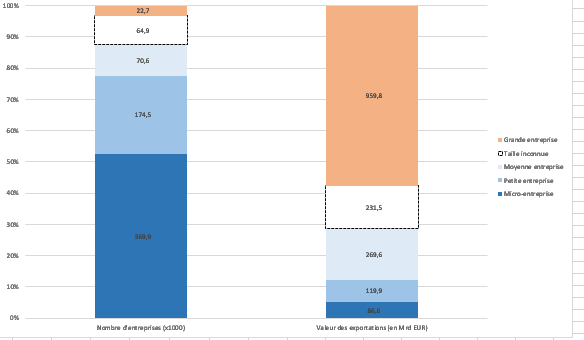 100%
90%
80%
70%
60%
50%
40%
30%
20%
10%
0%
22,7
64,9
70,6
174,5
369,9
959,8
231,5
269,6
119,9
Nombre d'entreprises (x1000)
Valeur des exportations (en Mrd EUR)
Grande entreprise
Taille inconnue
Moyenne entreprise
Petite entreprise
Micro-entreprise